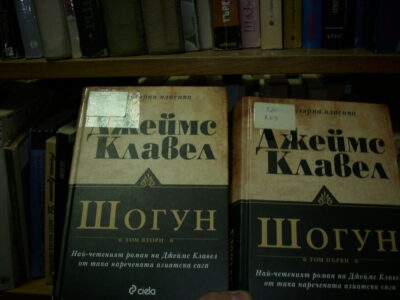 Джеймс
Клавел
ШОГУН
ТОМ ВТОРИ
Най-четеният роман на Джеймс Клавел
от така наречената азиатска сага
ciela
Джеймс
Клавел
ШОГУН
ТОМ ПЪРВИ
Най-четеният роман на Джеймс Клавел
от така наречената азиатска сага